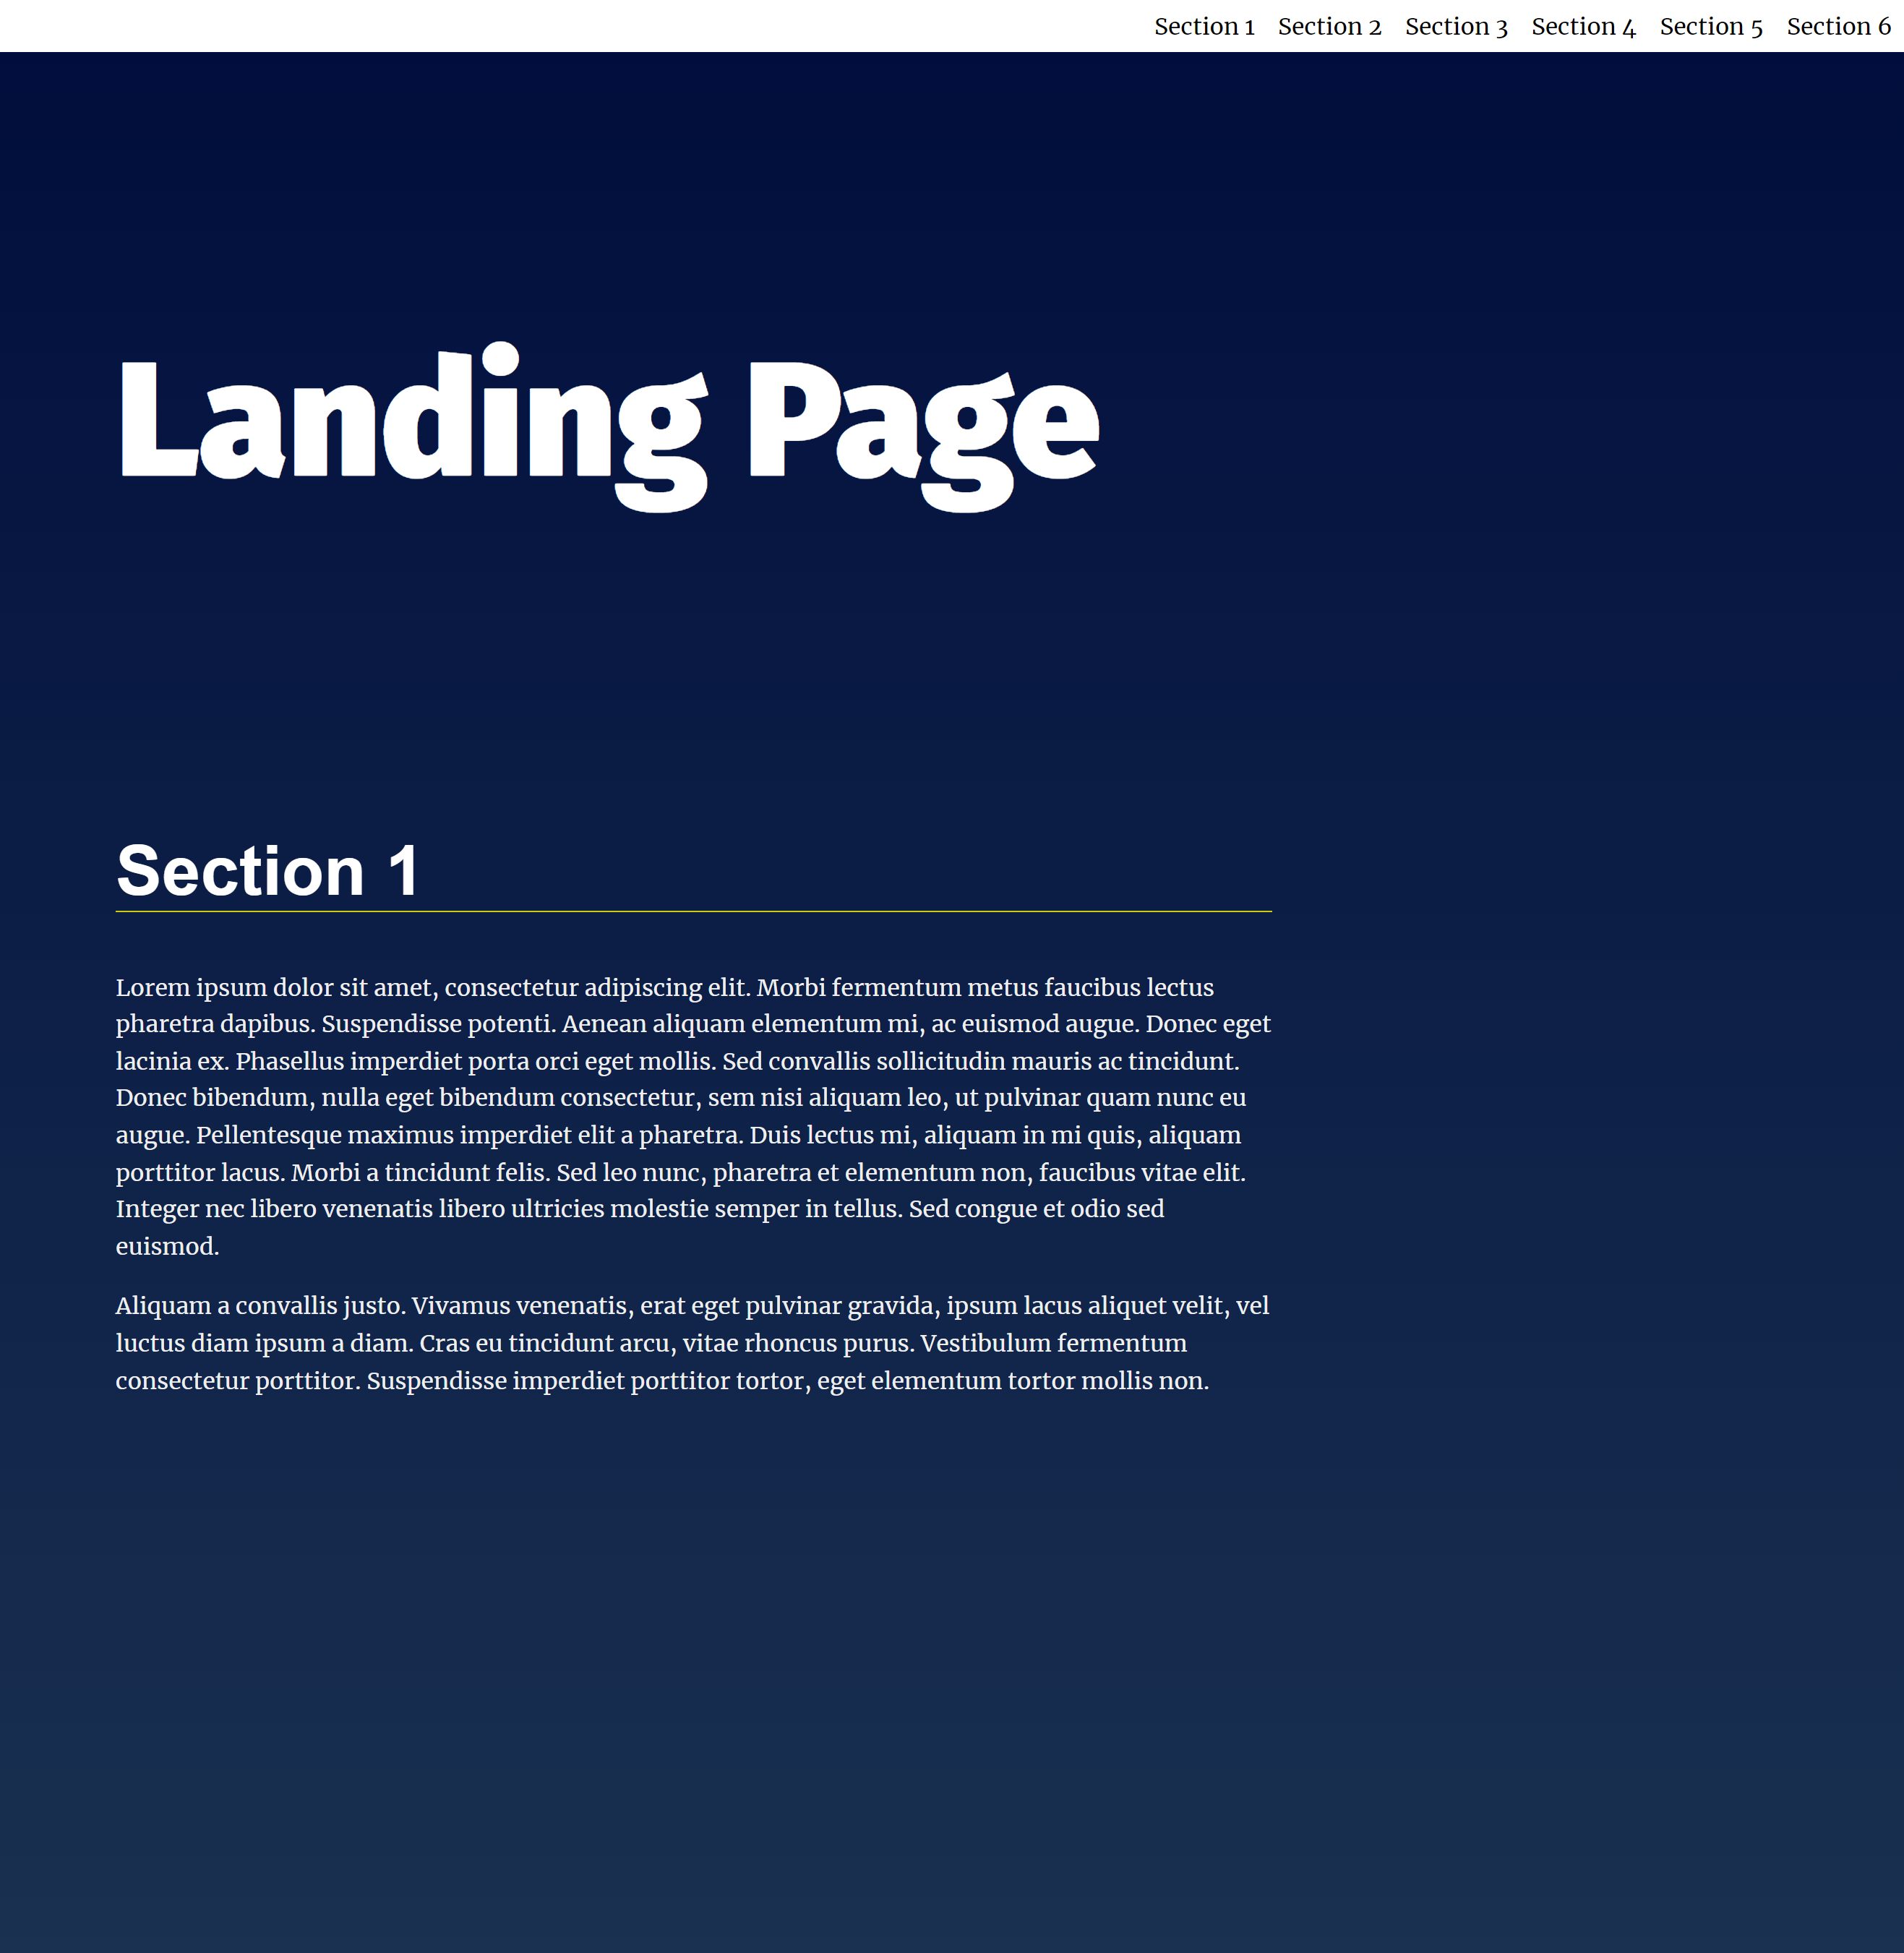 Section 1 Section 2 Section 3 Section 4 Section 5 Section 6
Landing Page
Section 1
Lorem ipsum dolor sit amet, consectetur adipiscing elit. Morbi fermentum metus faucibus lectus
pharetra dapibus. Suspendisse potenti. Aenean aliquam elementum mi, ac euismod augue. Donec eget
lacinia ex. Phasellus imperdiet porta orci eget mollis. Sed convallis sollicitudin mauris ac tincidunt.
Donec bibendum, nulla eget bibendum consectetur, sem nisi aliquam leo, ut pulvinar quam nunc eu
augue. Pellentesque maximus imperdiet elit a pharetra. Duis lectus mi, aliquam in mi quis, aliquam
porttitor lacus. Morbi a tincidunt felis. Sed leo nunc, pharetra et elementum non, faucibus vitae elit.
Integer nec libero venenatis libero ultricies molestie semper in tellus. Sed congue et odio sed
euismod.
Aliquam a convallis justo. Vivamus venenatis, erat eget pulvinar gravida, ipsum lacus aliquet velit, vel
luctus diam ipsum a diam. Cras eu tincidunt arcu, vitae rhoncus purus. Vestibulum fermentum
consectetur porttitor. Suspendisse imperdiet porttitor tortor, eget elementum tortor mollis non.